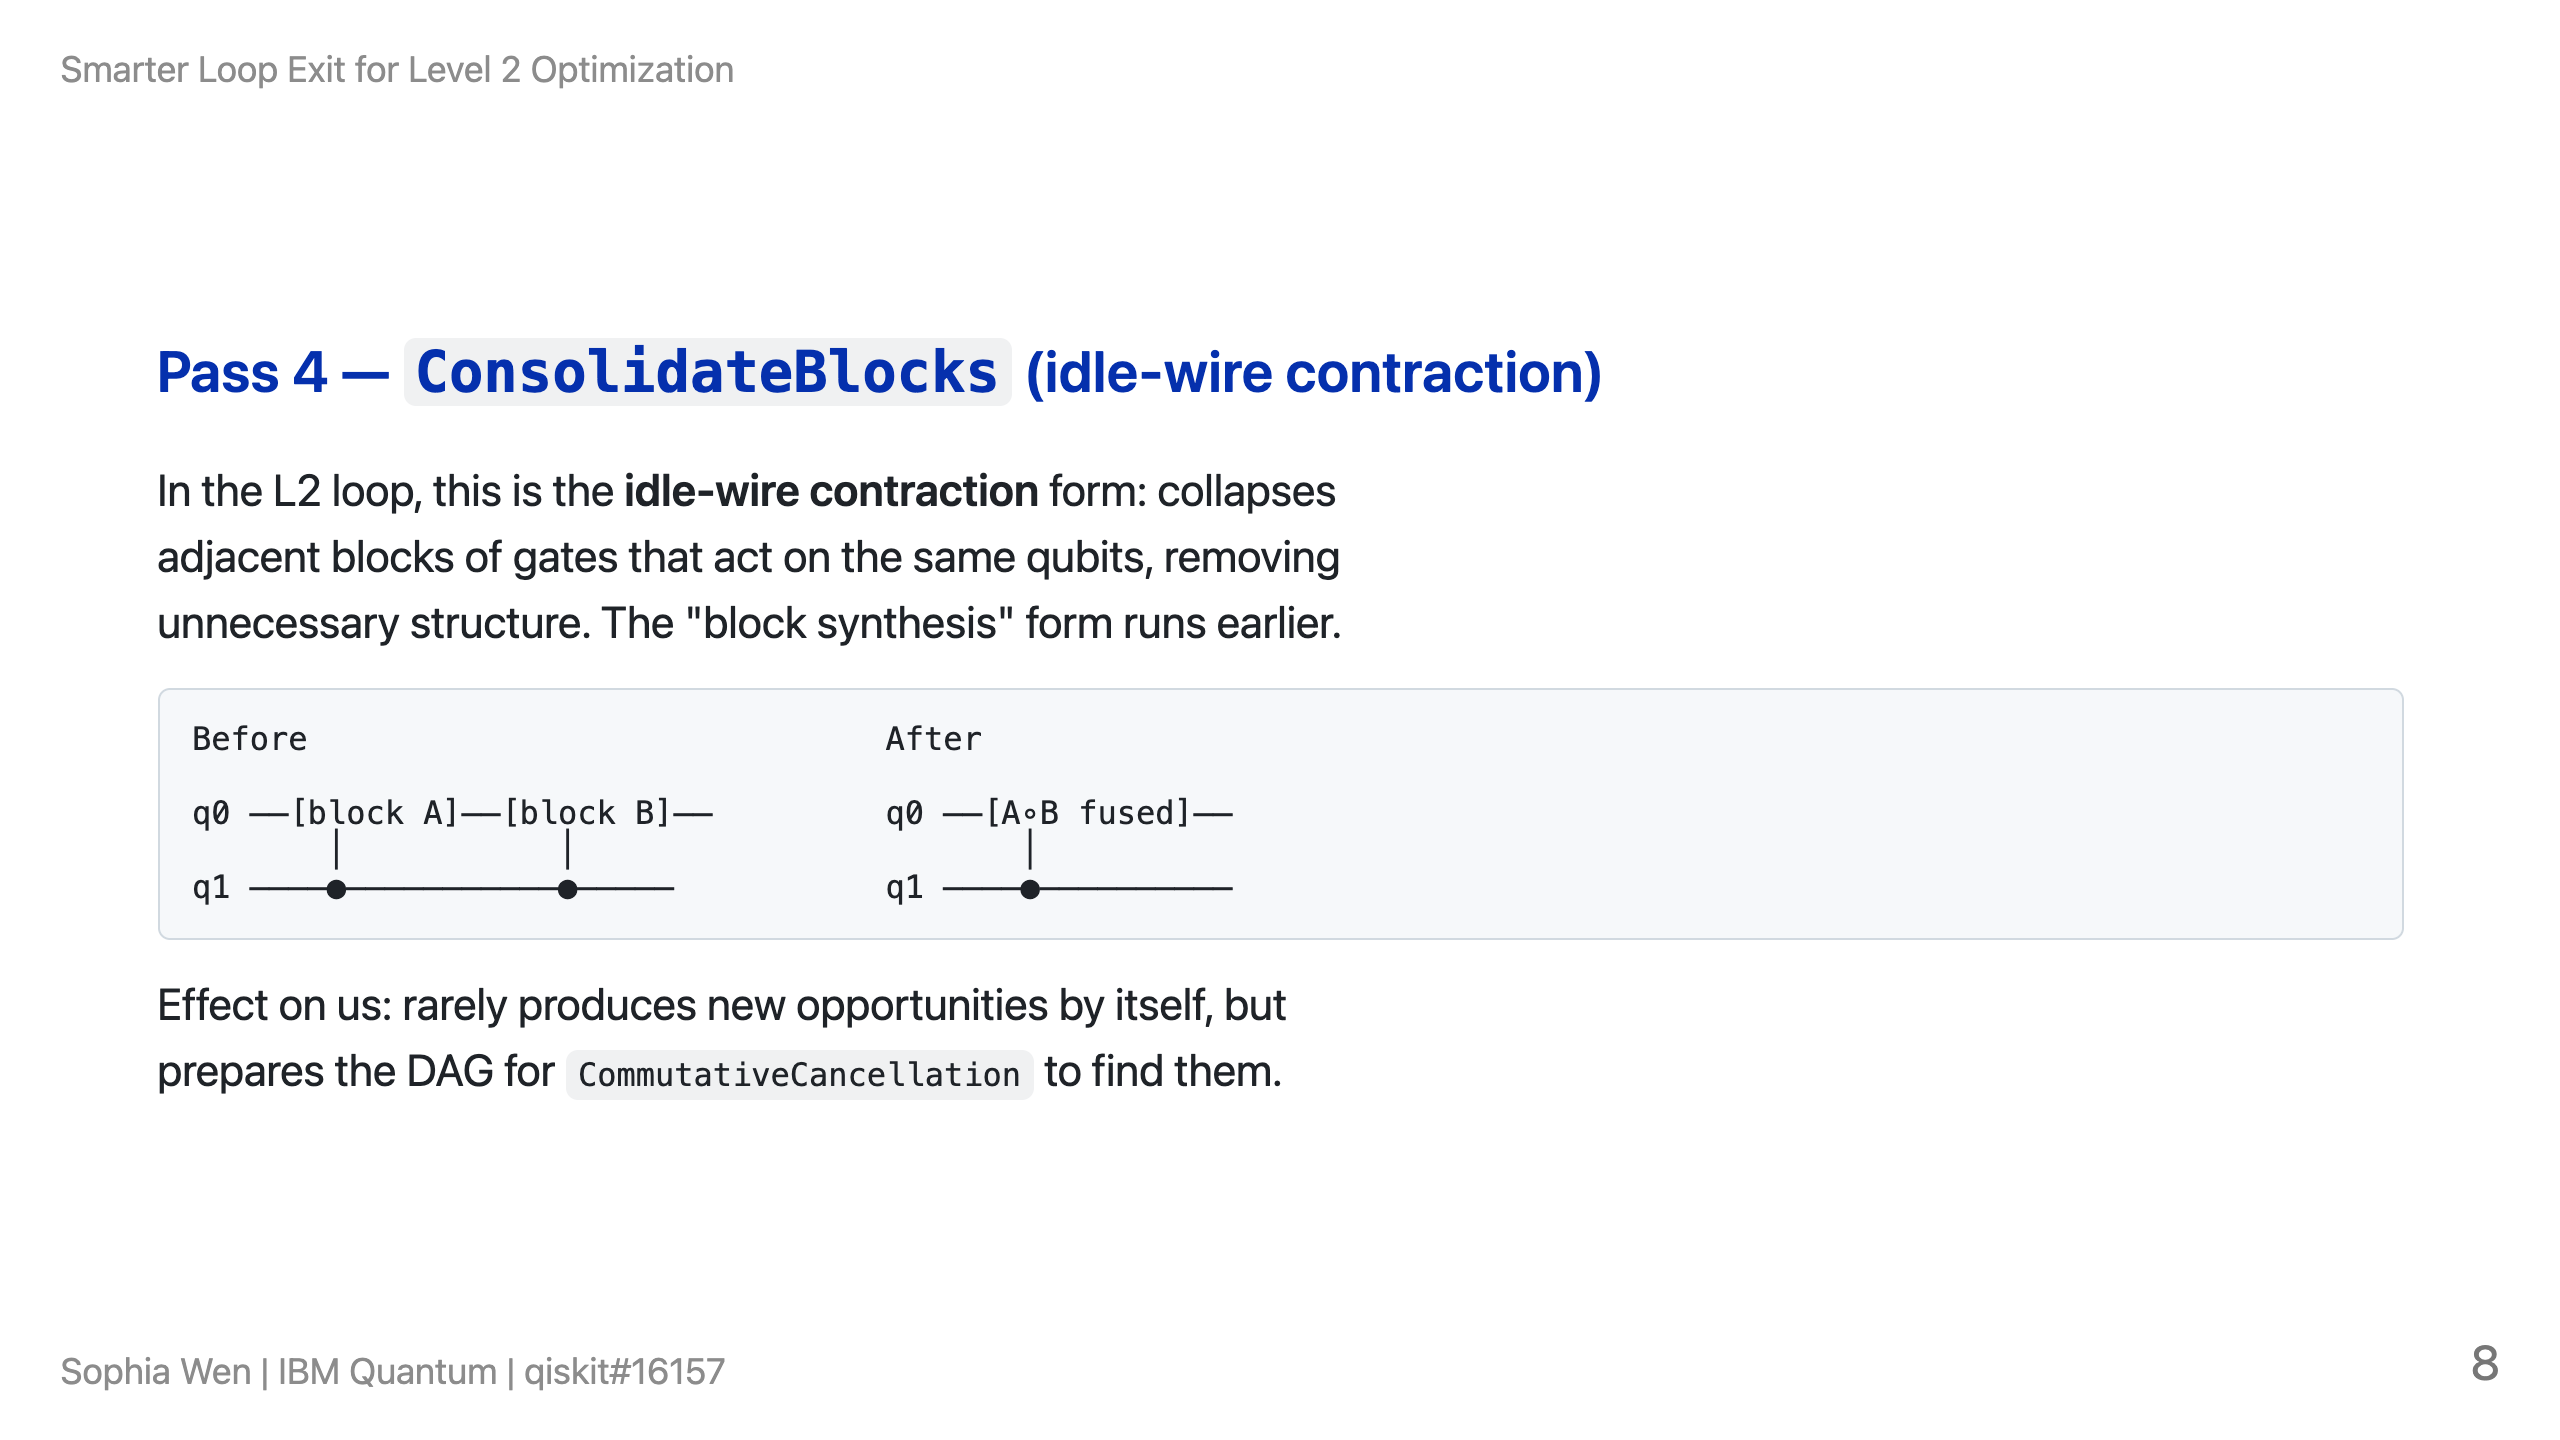 Smarter Loop Exit for Level 2 Optimization
Pass 4 — ConsolidateBlocks (idle-wire contraction)
In the L2 loop, this is the idle-wire contraction form: collapses
adjacent blocks of gates that act on the same qubits, removing
unnecessary structure. The "block synthesis" form runs earlier.
Before                              After
q0 ──[block A]──[block B]──         q0 ──[A∘B fused]──
       │           │                       │
q1 ────●───────────●─────           q1 ────●──────────
Effect on us: rarely produces new opportunities by itself, but
prepares the DAG for CommutativeCancellation to find them.
Sophia Wen | IBM Quantum | qiskit#16157
8